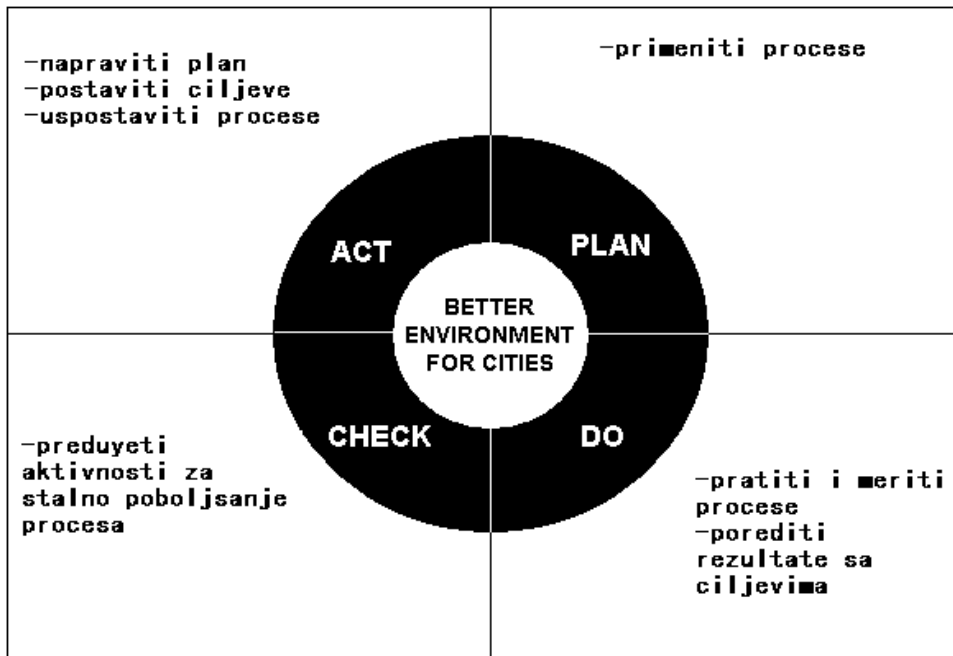 -napraviti plan
-postaviti ciljeve
-uspostaviti procese
-primeniti procese
ACT
PLAN
BETTER
ENVIRONMENT
FOR CITIES
CHECK
DO
-preduyeti
aktivnosti za
stalno poboljsanje
procesa
-pratiti i meriti
procese
-porediti
rezultate sa
ciljevima